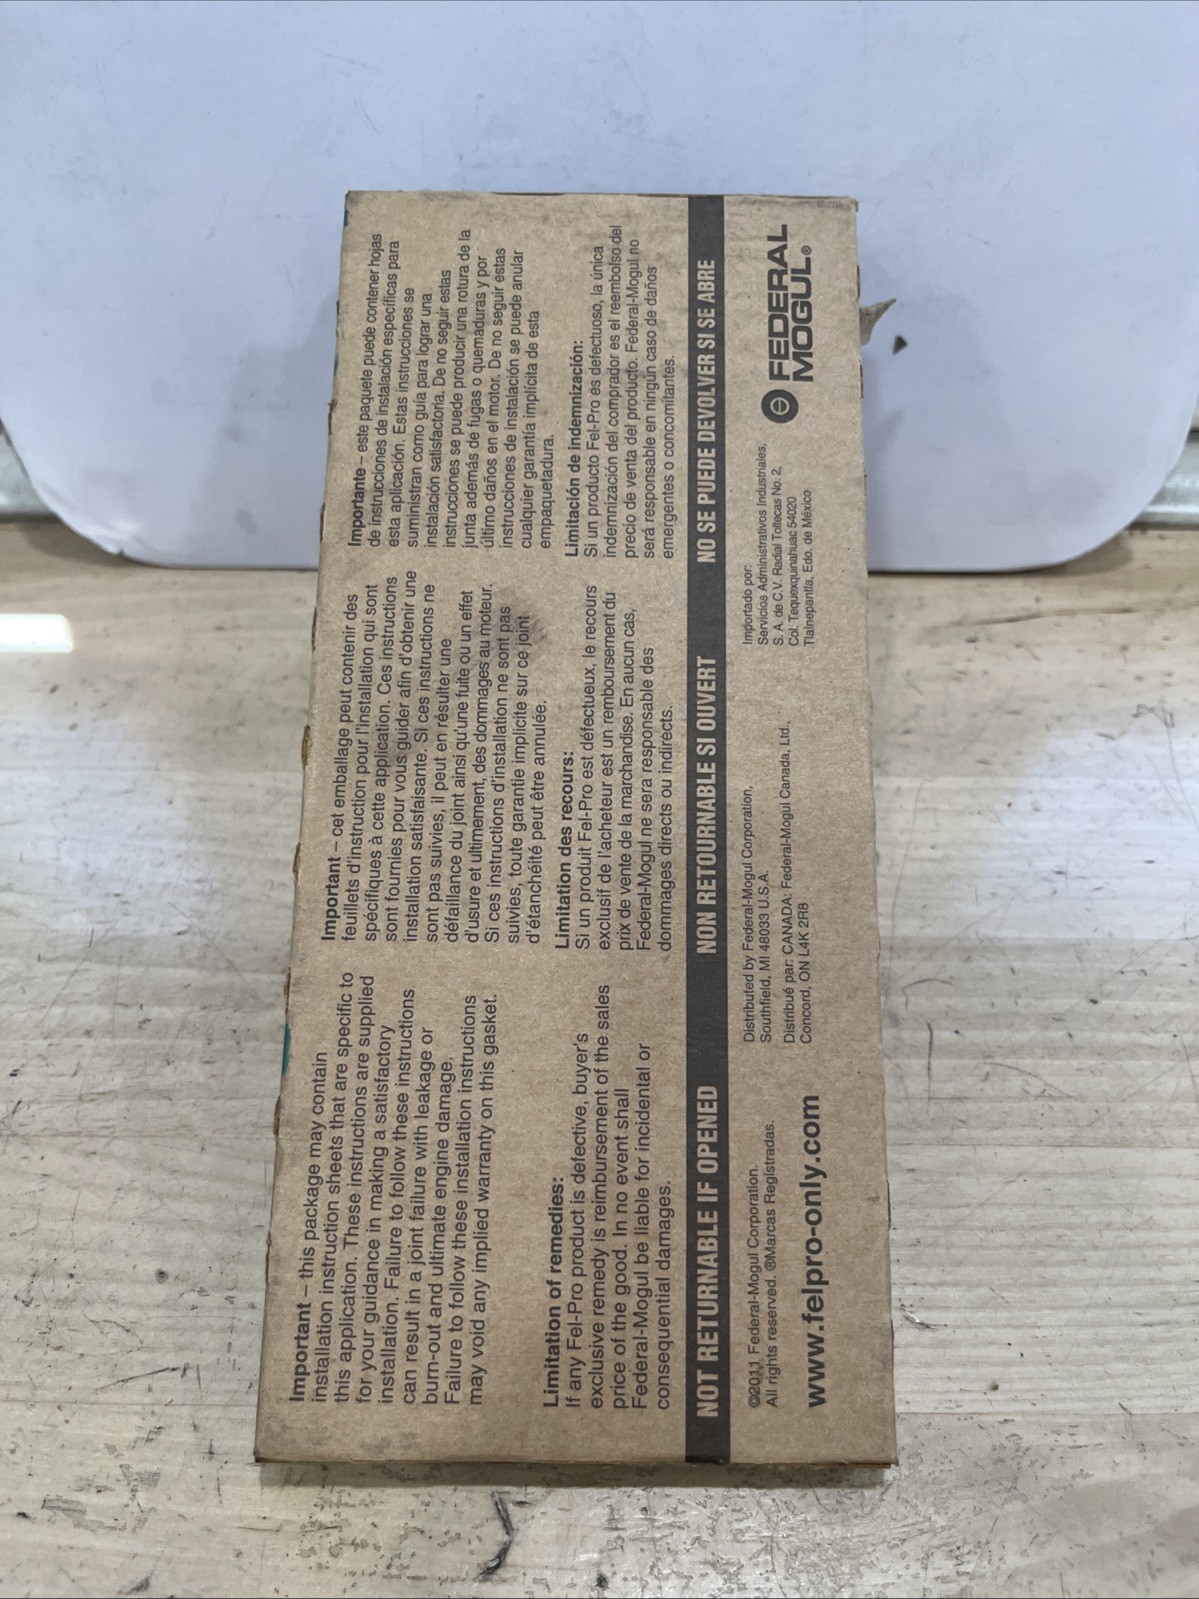 Important – this package may contain
installation instruction sheets that are specific to
this application. These instructions are supplied
for your guidance in making a satisfactory
installation. Failure to follow these instructions
can result in a joint failure with leakage or
burn-out and ultimate engine damage.
Failure to follow these installation instructions
may void any implied warranty on this gasket.
Limitation of remedies:
If any Fel-Pro product is defective, buyer's
exclusive remedy is reimbursement of the sales
price of the good. In no event shall
Federal-Mogul be liable for incidental or
consequential damages.
Important – cet emballage peut contenir des
feuillets d'instruction pour l'installation qui sont
spécifiques à cette application. Ces instructions
sont fournies pour vous guider afin d'obtenir une
installation satisfaisante. Si ces instructions ne
sont pas suivies, il peut en résulter une
défaillance du joint ainsi qu'une fuite ou un effet
d'usure et ultimement, des dommages au moteur.
Si ces instructions d'installation ne sont pas
suivies, toute garantie implicite sur ce joint
d'étanchéité peut être annulée.
Limitation des recours:
Si un produit Fel-Pro est défectueux, le recours
exclusif de l'acheteur est un remboursement du
prix de vente de la marchandise. En aucun cas,
Federal-Mogul ne sera responsable des
dommages directs ou indirects.
Importante – este paquete puede contener hojas
de instrucciones de instalación específicas para
esta aplicación. Estas instrucciones se
suministran como guía para lograr una
instalación satisfactoria. De no seguir estas
instrucciones se puede producir una rotura de la
junta además de fugas o quemaduras y por
último daños en el motor. De no seguir estas
instrucciones de instalación se puede anular
cualquier garantía implícita de esta
empaquetadura.
Limitación de indemnización:
Si un producto Fel-Pro es defectuoso, la única
indemnización del comprador es el reembolso del
precio de venta del producto. Federal-Mogul no
será responsable en ningún caso de daños
emergentes o concomitantes.
NOT RETURNABLE IF OPENED
NON RETOURNABLE SI OUVERT
NO SE PUEDE DEVOLVER SI SE ABRE
©2011 Federal-Mogul Corporation.
All rights reserved. ®Marcas Registradas.
www.felpro-only.com
Distributed by Federal-Mogul Corporation,
Southfield, MI 48033 U.S.A.
Distribué par: CANADA: Federal-Mogul Canada, Ltd.,
Concord, ON L4K 2R8
Importado por:
Servicios Administrativos Industriales,
S. A. de C.V. Radial Toltecas No. 2,
Col. Tequexquinahuac 54020
Tlalnepantla, Edo. de México
FEDERAL
MOGUL®